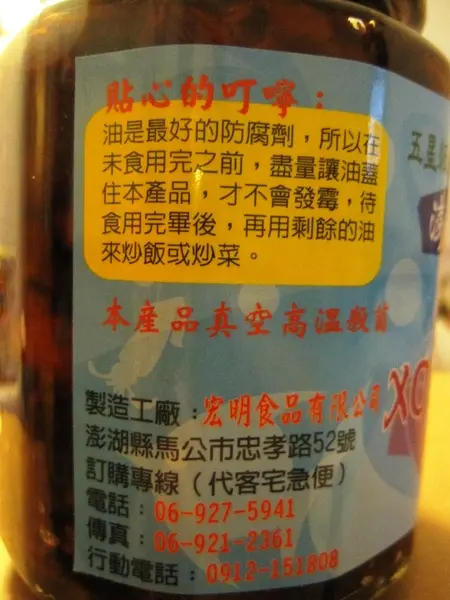 貼心的叮嚀：
油是最好的防腐劑，所以在
未食用完之前，盡量讓油蓋
住本產品，才不會發霉，待
食用完畢後，再用剩餘的油
來炒飯或炒菜。
本產品真空高溫殺菌
製造工廠：宏明食品有限公司
澎湖縣馬公市忠孝路52號
訂購專線（代客宅急便）
電話：06-927-5941
傳真：06-921-2361
行動電話：0912-151808
五星
XO